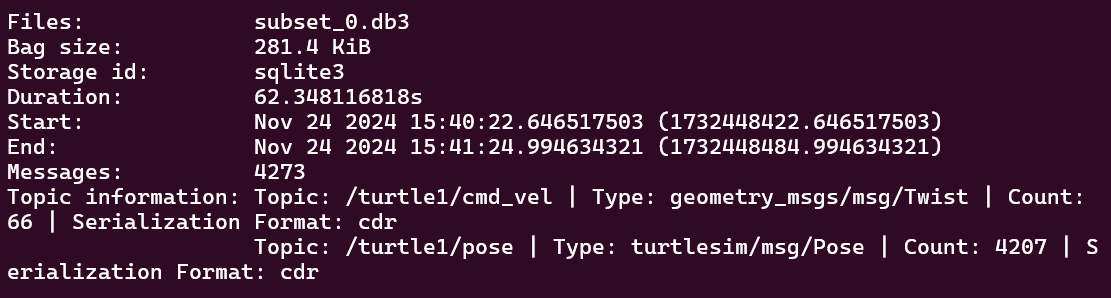 Files:             subset_0.db3
Bag size:          281.4 KiB
Storage id:        sqlite3
Duration:          62.348116818s
Start:             Nov 24 2024 15:40:22.646517503 (1732448422.646517503)
End:               Nov 24 2024 15:41:24.994634321 (1732448484.994634321)
Messages:          4273
Topic information: Topic: /turtle1/cmd_vel | Type: geometry_msgs/msg/Twist | Count:
66 | Serialization Format: cdr
                   Topic: /turtle1/pose | Type: turtlesim/msg/Pose | Count: 4207 | S
erialization Format: cdr